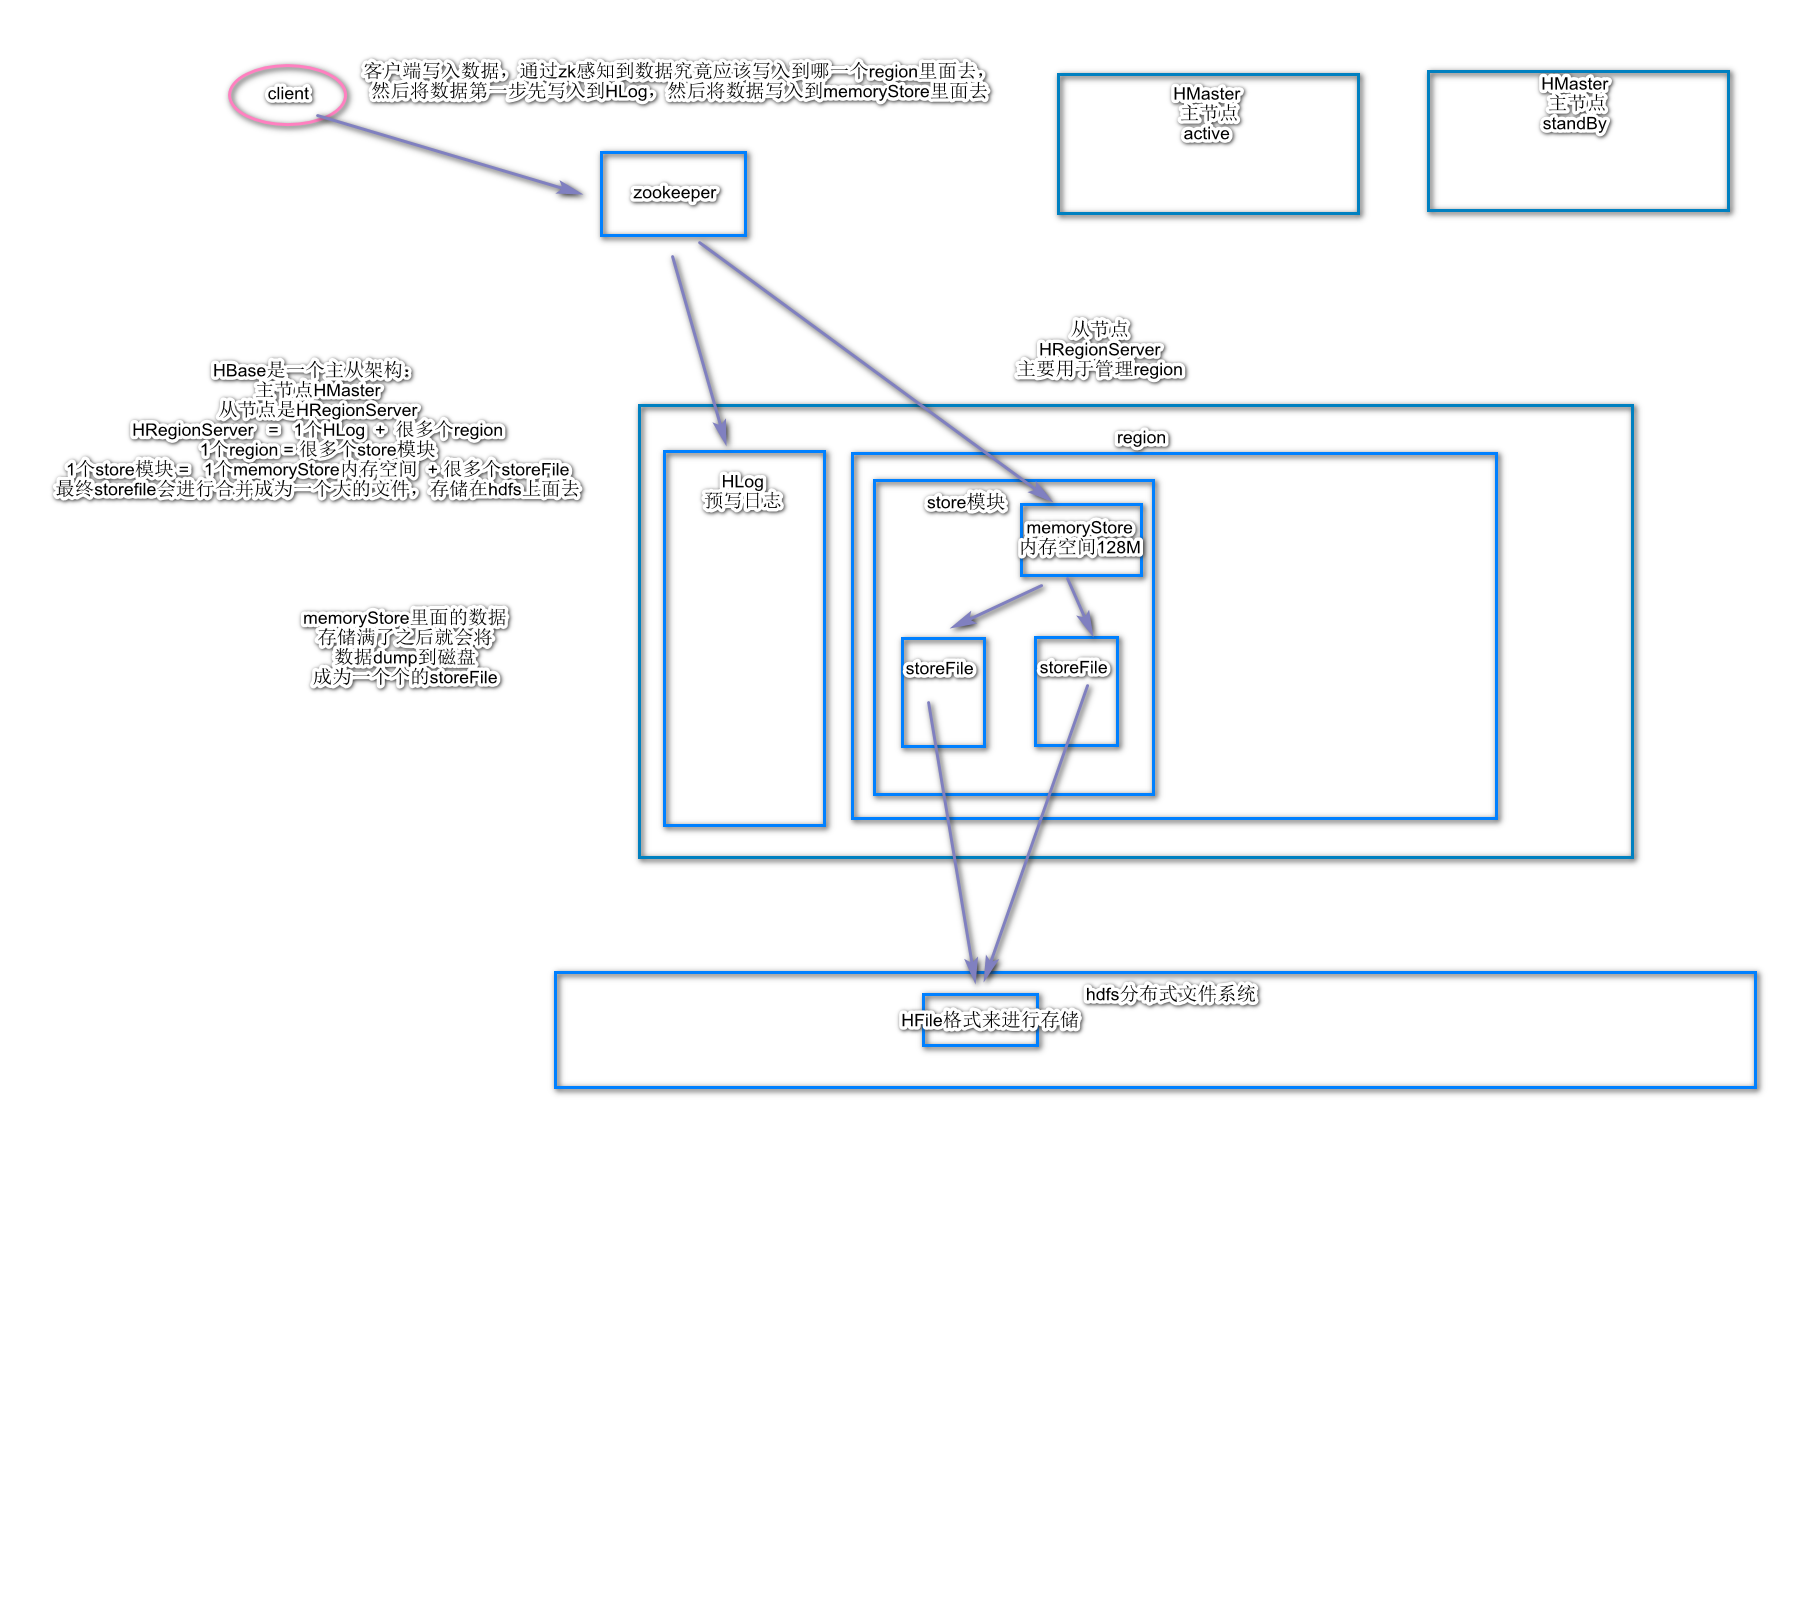 client
客户端写入数据，通过zk感知到数据究竟应该写入到哪一个region里面去，
然后将数据第一步先写入到HLog，然后将数据写入到memoryStore里面去
HMaster
主节点
active
HMaster
主节点
standBy
zookeeper
从节点
HRegionServer
主要用于管理region
HBase是一个主从架构：
主节点HMaster
从节点是HRegionServer
HRegionServer = 1个HLog + 很多个region
1个region = 很多个store模块
1个store模块 = 1个memoryStore内存空间 + 很多个storeFile
最终storefile会进行合并成为一个大的文件，存储在hdfs上面去
region
HLog
预写日志
store模块
memoryStore
内存空间128M
memoryStore里面的数据
存储满了之后就会将
数据dump到磁盘
成为一个个的storeFile
storeFile
storeFile
hdfs分布式文件系统
HFile格式来进行存储